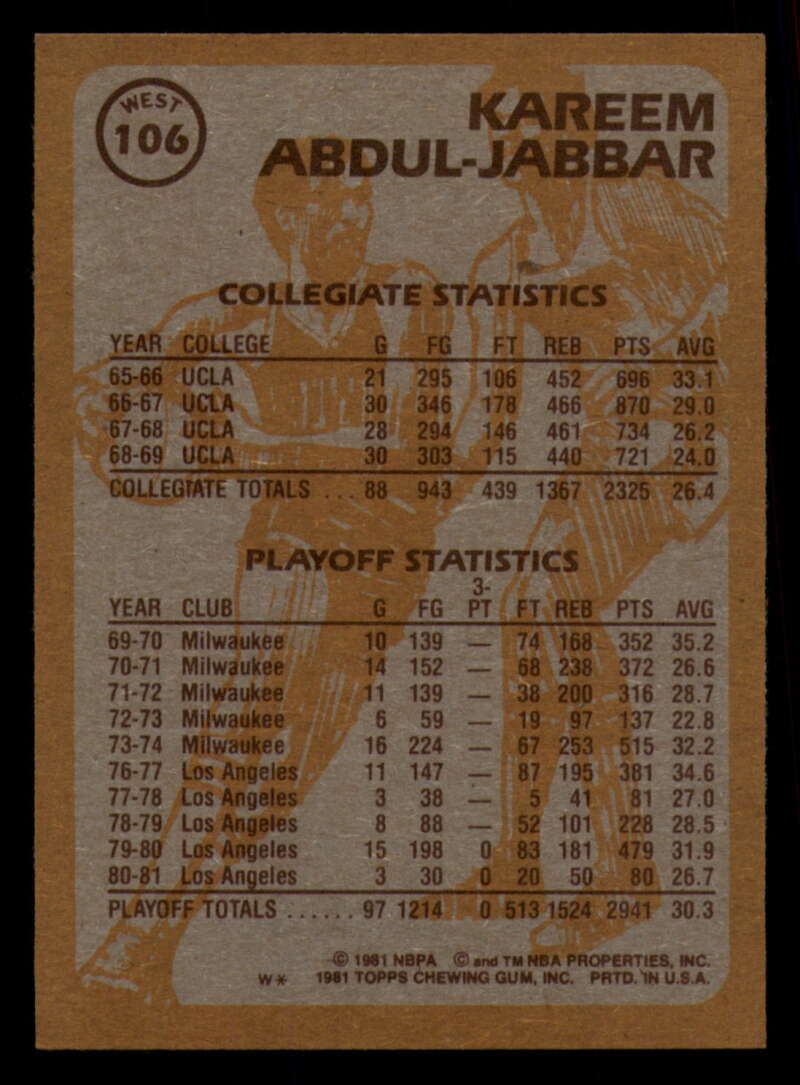 WEST
106
KAREEM
ABDUL-JABBAR
COLLEGIATE STATISTICS
YEAR COLLEGE G FG FT REB PTS AVG
65-66 UCLA 21 295 106 452 696 33.1
66-67 UCLA 30 346 178 466 870 29.0
67-68 UCLA 28 294 146 461 734 26.2
68-69 UCLA 30 303 115 440 721 24.0
COLLEGIATE TOTALS ... 88 943 439 1367 2325 26.4
PLAYOFF STATISTICS
3-
YEAR CLUB G FG PT FT REB PTS AVG
69-70 Milwaukee 10 139 — 74 168 352 35.2
70-71 Milwaukee 14 152 — 68 238 372 26.6
71-72 Milwaukee 11 139 — 38 200 316 28.7
72-73 Milwaukee 6 59 — 19 97 137 22.8
73-74 Milwaukee 16 224 — 67 253 515 32.2
76-77 Los Angeles 11 147 — 87 195 381 34.6
77-78 Los Angeles 3 38 — 5 41 81 27.0
78-79 Los Angeles 8 88 — 52 101 228 28.5
79-80 Los Angeles 15 198 0 83 181 479 31.9
80-81 Los Angeles 3 30 0 20 50 80 26.7
PLAYOFF TOTALS ...... 97 1214 0 513 1524 2941 30.3
© 1981 NBPA © and TM NBA PROPERTIES, INC.
W* 1981 TOPPS CHEWING GUM, INC. PRTD. IN U.S.A.